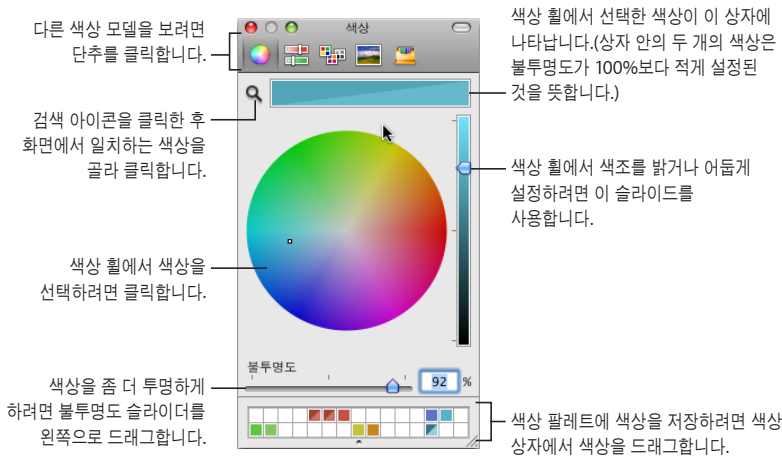 다른 색상 모델을 보려면
단추를 클릭합니다.
검색 아이콘을 클릭한 후
화면에서 일치하는 색상을
골라 클릭합니다.
색상 휠에서 색상을
선택하려면 클릭합니다.
색상을 좀 더 투명하게
하려면 불투명도 슬라이더를
왼쪽으로 드래그합니다.
색상
불투명도
92 %
색상 휠에서 선택한 색상이 이 상자에
나타납니다.(상자 안의 두 개의 색상은
불투명도가 100%보다 적게 설정된
것을 뜻합니다.)
색상 휠에서 색조를 밝거나 어둡게
설정하려면 이 슬라이드를
사용합니다.
색상 팔레트에 색상을 저장하려면 색상
상자에서 색상을 드래그합니다.